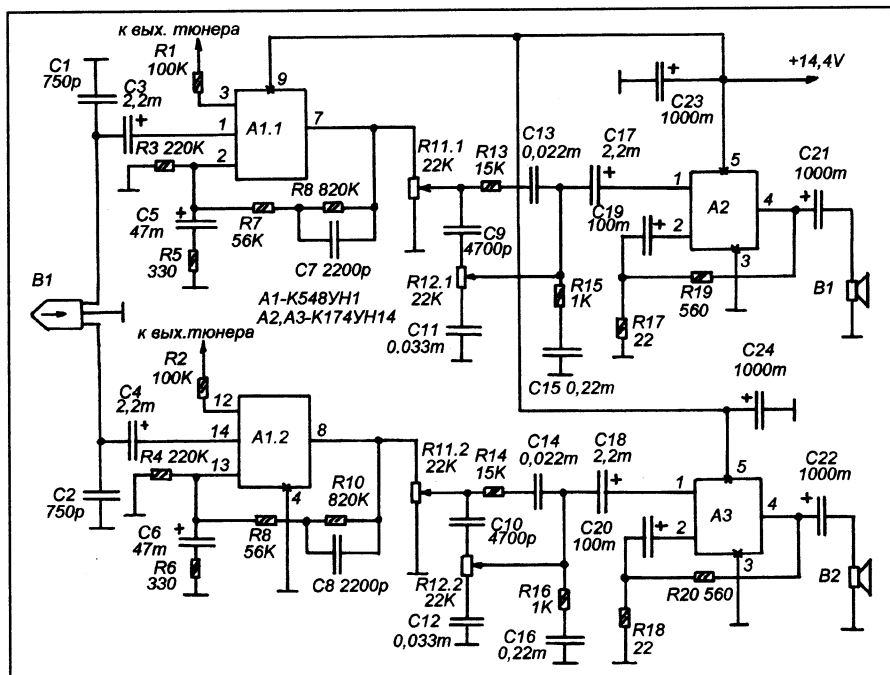 к вых. тюнера
R1
100K
C1
750p
C3
2,2m
+
3
9
1
A1.1
7
2
R3 220K
C5
47m
+
R5
330
R7
56K
R8 820K
C7 2200p
A1-К548УН1
A2,A3-К174УН14
B1
R11.1
22K
R13
15K
C13
0,022m
C17
2,2m
+
C9
4700p
R12.1
22K
C11
0.033m
R15
1K
C15 0,22m
C19
100m
+
1
2
5
A2
4
3
R19
560
R17
22
C23
1000m
+
+14,4V
C21
1000m
+
B1
к вых.тюнера
R2
100K
C4
2,2m
+
12
14
A1.2
8
13
4
R4 220K
C2
750p
C6
47m
+
R6
330
R8
56K
R10
820K
C8 2200p
R11.2
22K
R14
15K
C14
0,022m
C18
2,2m
+
C10
4700p
R12.2
22K
C12
0,033m
R16
1K
C16
0,22m
C20
100m
+
1
2
5
A3
4
3
R20 560
R18
22
C24
1000m
+
C22
1000m
+
B2